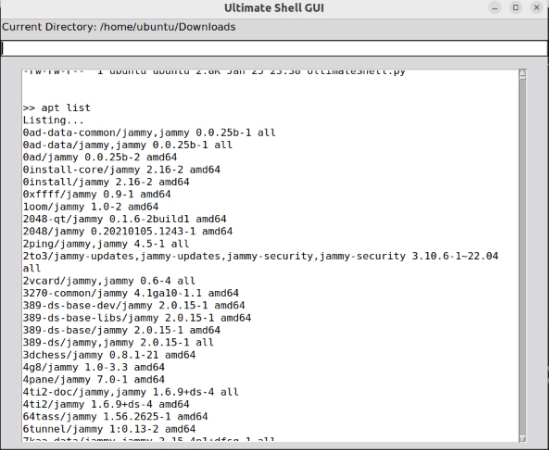 Ultimate Shell GUI
Current Directory: /home/ubuntu/Downloads
-rw-rw-r-- 1 ubuntu ubuntu 2.8K Jan 25 23:38 UltimateShell.py
>> apt list
Listing...
0ad-data-common/jammy,jammy 0.0.25b-1 all
0ad-data/jammy,jammy 0.0.25b-1 all
0ad/jammy 0.0.25b-2 amd64
0install-core/jammy 2.16-2 amd64
0install/jammy 2.16-2 amd64
0xffff/jammy 0.9-1 amd64
1oom/jammy 1.0-2 amd64
2048-qt/jammy 0.1.6-2build1 amd64
2048/jammy 0.20210105.1243-1 amd64
2ping/jammy,jammy 4.5-1 all
2to3/jammy-updates,jammy-updates,jammy-security,jammy-security 3.10.6-1~22.04
all
2vcard/jammy,jammy 0.6-4 all
3270-common/jammy 4.1ga10-1.1 amd64
389-ds-base-dev/jammy 2.0.15-1 amd64
389-ds-base-libs/jammy 2.0.15-1 amd64
389-ds-base/jammy 2.0.15-1 amd64
389-ds/jammy,jammy 2.0.15-1 all
3dchess/jammy 0.8.1-21 amd64
4g8/jammy 1.0-3.3 amd64
4pane/jammy 7.0-1 amd64
4ti2-doc/jammy,jammy 1.6.9+ds-4 all
4ti2/jammy 1.6.9+ds-4 amd64
64tass/jammy 1.56.2625-1 amd64
6tunnel/jammy 1:0.13-2 amd64
7kaa-data/jammy,jammy 2.15.4p1+dfsg-1 all